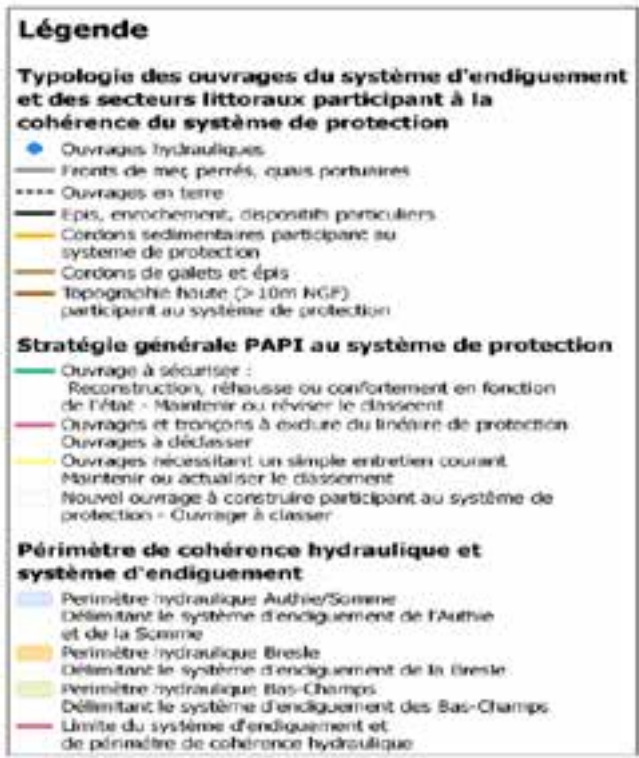 Légende
Typologie des ouvrages du système d'endiguement
et des secteurs littoraux participant à la
cohérence du système de protection
Ouvrages hydrauliques
Fronts de mer, perrés, quais portuaires
Ouvrages en terre
Epis, enrochement, dispositifs particuliers
Cordons sedimentaires participant au
systeme de protection
Cordons de galets et épis
Topographie haute (>10m NGF)
participant au système de protection
Stratégie générale PAPI au système de protection
Ouvrage à sécuriser :
Reconstruction, réhausse ou confortement en fonction
de l'état - Maintenir ou réviser le classeent
Ouvrages et tronçons à exclure du linéaire de protection
Ouvrages à déclasser
Ouvrages nécessitant un simple entretien courant
Maintenir ou actualiser le classement
Nouvel ouvrage à construire participant au système de
protection - Ouvrage à classer
Périmètre de cohérence hydraulique et
système d'endiguement
Perimètre hydraulique Authie/Somme
Délimitant le système d'endiguement de l'Authie
et de la Somme
Perimètre hydraulique Bresle
Délimitant le système d'endiguement de la Bresle
Perimètre hydraulique Bas-Champs
Délimitant le système d'endiguement des Bas-Champs
Limite du système d'endiguement et
de périmètre de cohérence hydraulique